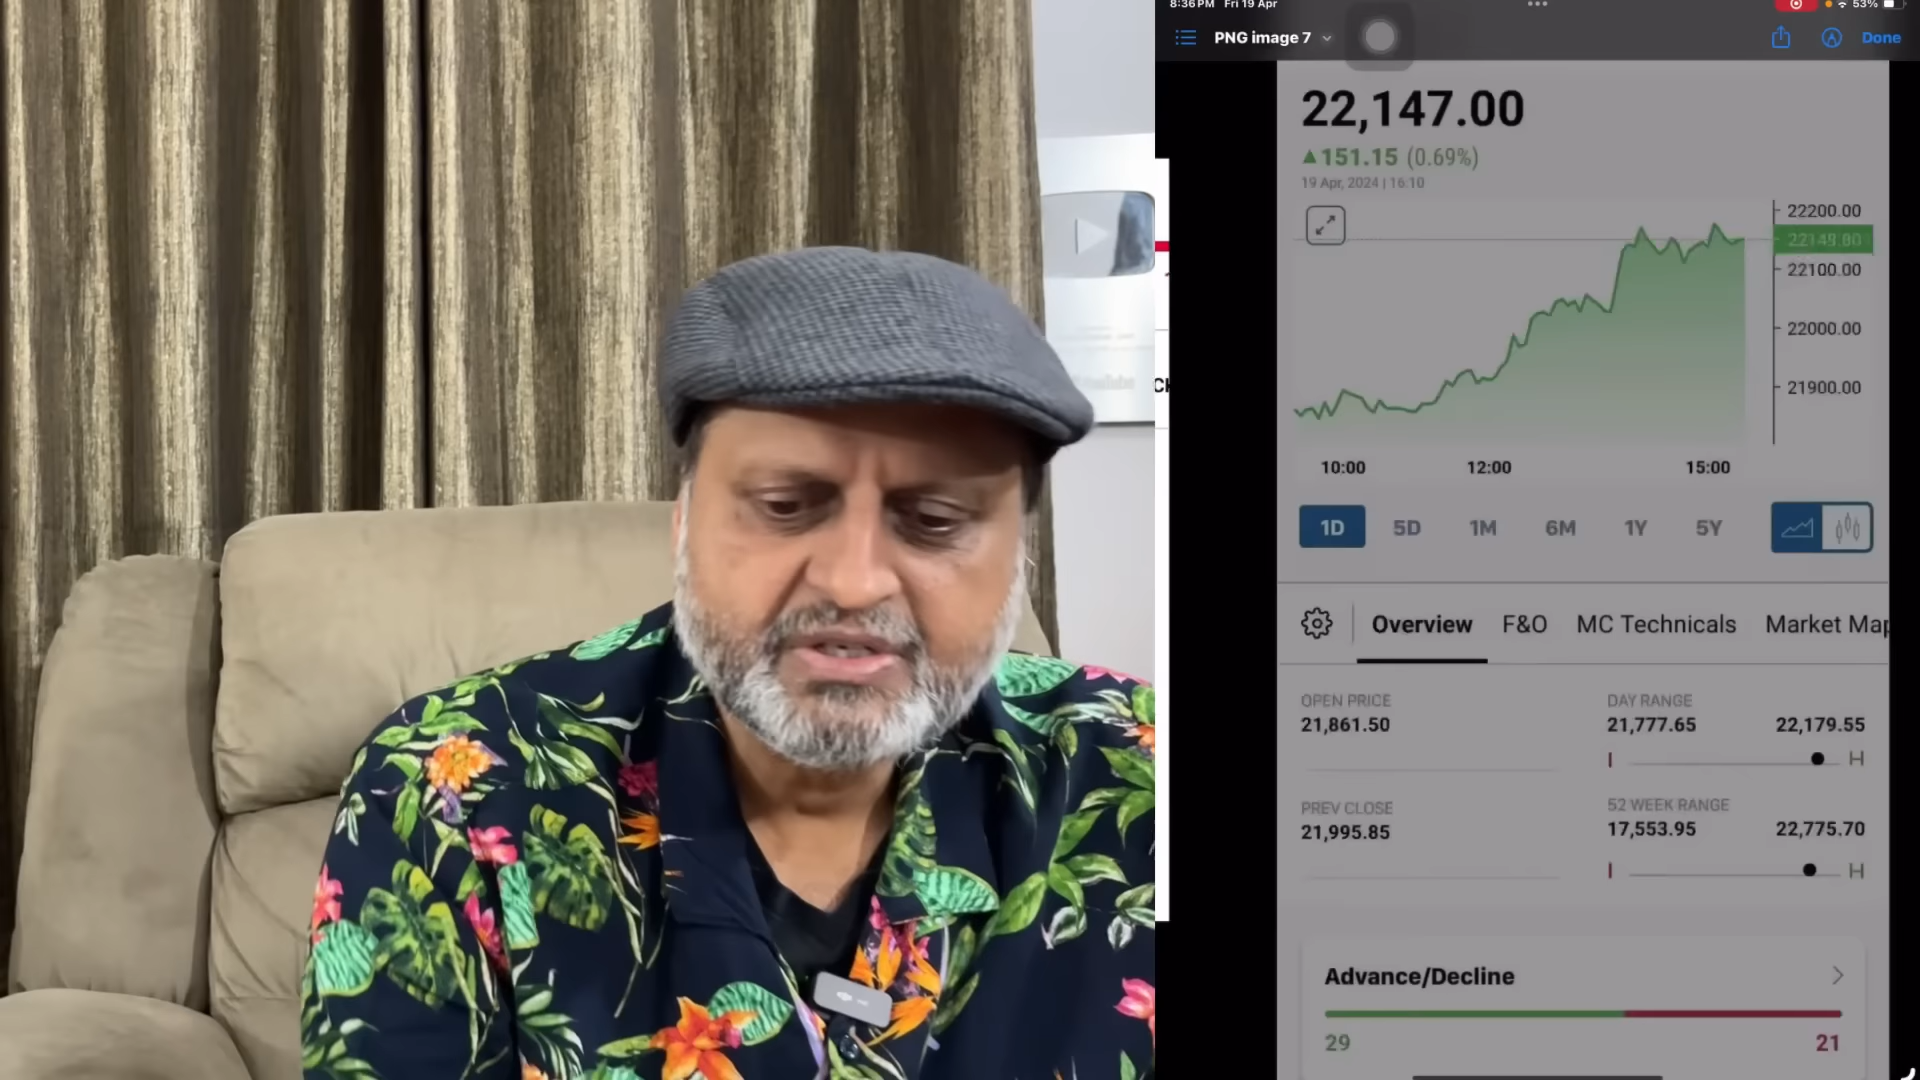 8:36 PM Fri 19 Apr
53%
PNG image 7
Done
22,147.00
▲151.15 (0.69%)
19 Apr, 2024 | 16:10
22200.00
22149.80
22100.00
22000.00
21900.00
10:00 12:00 15:00
1D 5D 1M 6M 1Y 5Y
Overview F&O MC Technicals Market Map
OPEN PRICE
21,861.50
DAY RANGE
21,777.65 22,179.55
H
PREV CLOSE
21,995.85
52 WEEK RANGE
17,553.95 22,775.70
H
Advance/Decline
29 21